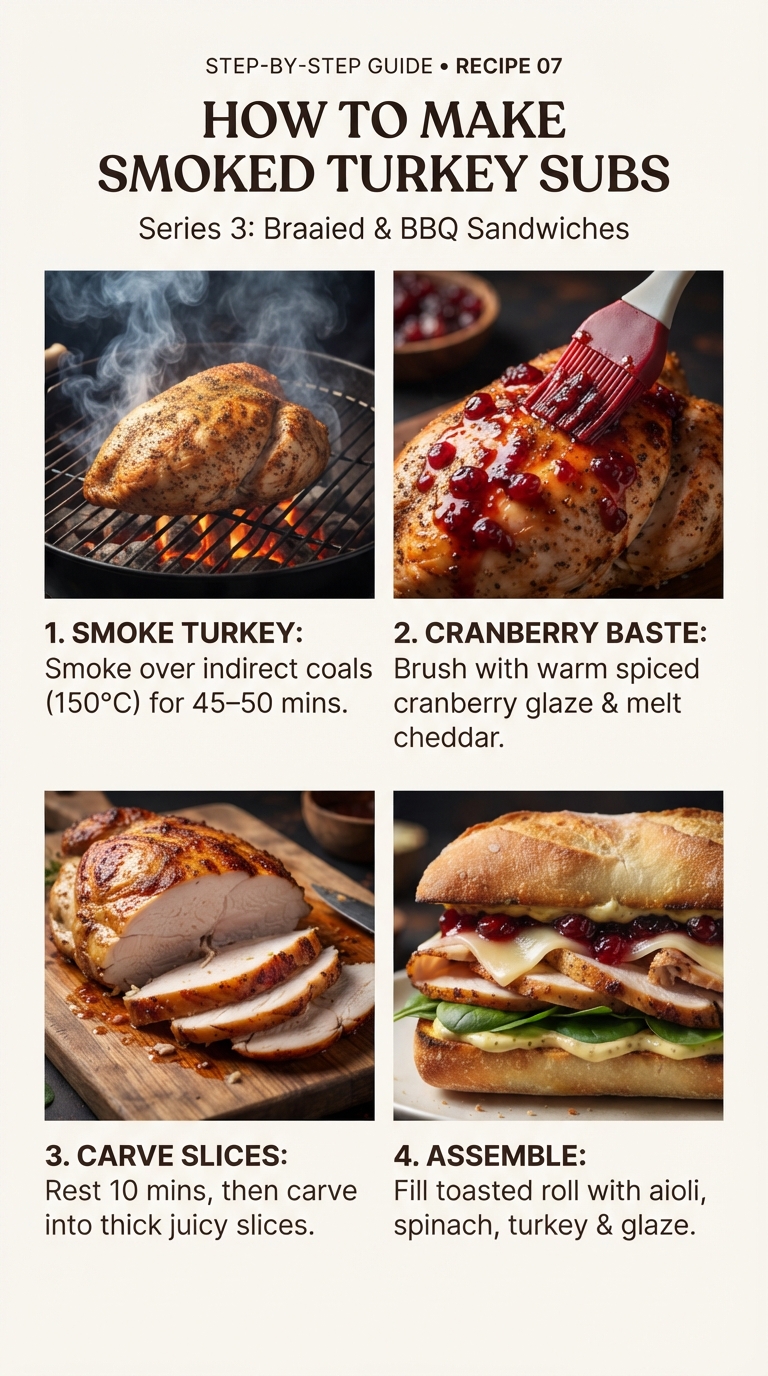 STEP-BY-STEP GUIDE • RECIPE 07
HOW TO MAKE
SMOKED TURKEY SUBS
Series 3: Braaied & BBQ Sandwiches
1. SMOKE TURKEY:
Smoke over indirect coals
(150°C) for 45–50 mins.
2. CRANBERRY BASTE:
Brush with warm spiced
cranberry glaze & melt
cheddar.
3. CARVE SLICES:
Rest 10 mins, then carve
into thick juicy slices.
4. ASSEMBLE:
Fill toasted roll with aioli,
spinach, turkey & glaze.